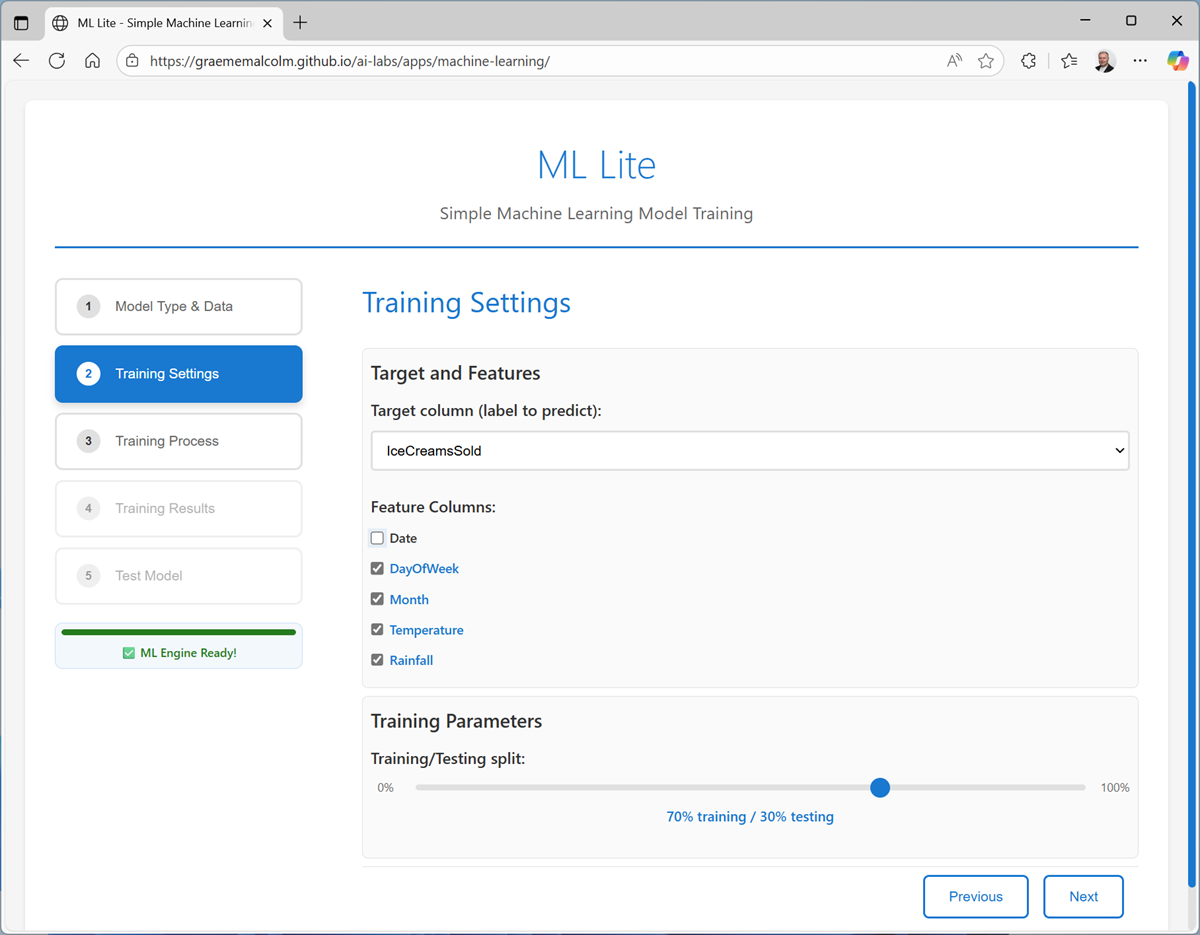 ML Lite - Simple Machine Learnin
https://graememalcolm.github.io/ai-labs/apps/machine-learning/
ML Lite
Simple Machine Learning Model Training
1 Model Type & Data
2 Training Settings
3 Training Process
4 Training Results
5 Test Model
✅ ML Engine Ready!
Training Settings
Target and Features
Target column (label to predict):
IceCreamsSold
Feature Columns:
Date
DayOfWeek
Month
Temperature
Rainfall
Training Parameters
Training/Testing split:
0% 100%
70% training / 30% testing
Previous Next